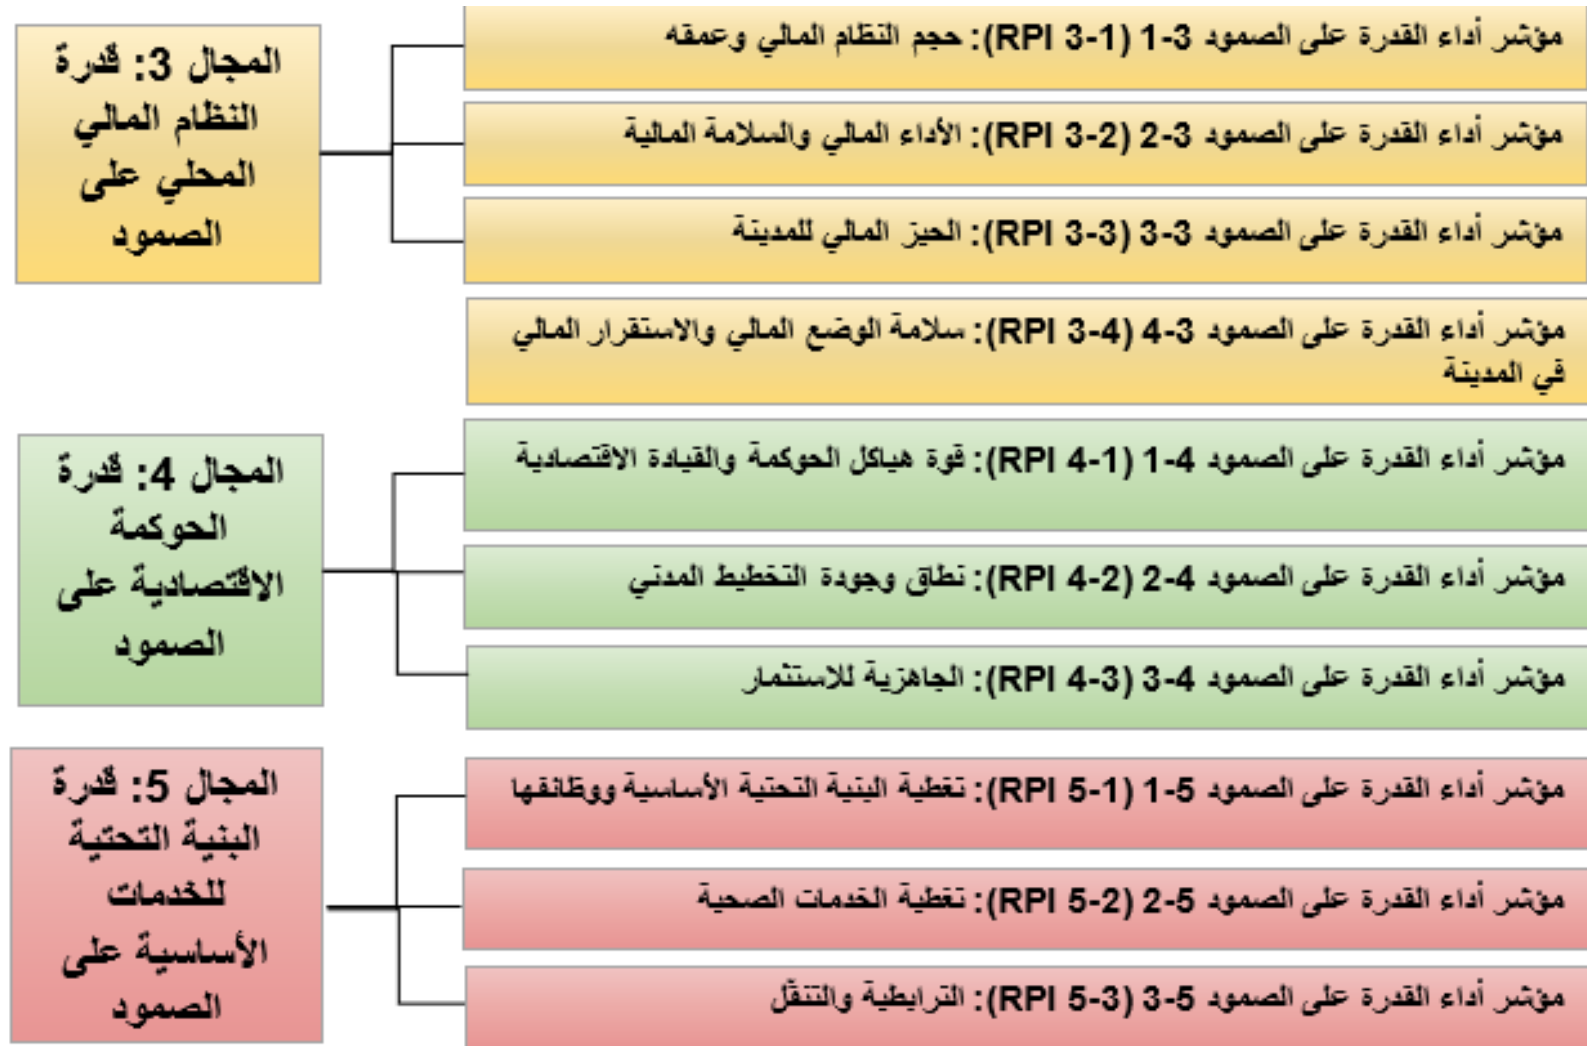 المجال 3: قدرة
النظام المالي
المحلي على
الصمود
مؤشر أداء القدرة على الصمود 3-1 (RPI 3-1): حجم النظام المالي وعمقه
مؤشر أداء القدرة على الصمود 3-2 (RPI 3-2): الأداء المالي والسلامة المالية
مؤشر أداء القدرة على الصمود 3-3 (RPI 3-3): الحيز المالي للمدينة
مؤشر أداء القدرة على الصمود 3-4 (RPI 3-4): سلامة الوضع المالي والاستقرار المالي
في المدينة
المجال 4: قدرة
الحوكمة
الاقتصادية على
الصمود
مؤشر أداء القدرة على الصمود 4-1 (RPI 4-1): قوة هياكل الحوكمة والقيادة الاقتصادية
مؤشر أداء القدرة على الصمود 4-2 (RPI 4-2): نطاق وجودة التخطيط المدني
مؤشر أداء القدرة على الصمود 4-3 (RPI 4-3): الجاهزية للاستثمار
المجال 5: قدرة
البنية التحتية
للخدمات
الأساسية على
الصمود
مؤشر أداء القدرة على الصمود 5-1 (RPI 5-1): تغطية البنية التحتية الأساسية ووظائفها
مؤشر أداء القدرة على الصمود 5-2 (RPI 5-2): تغطية الخدمات الصحية
مؤشر أداء القدرة على الصمود 5-3 (RPI 5-3): الترابطية والتنقّل